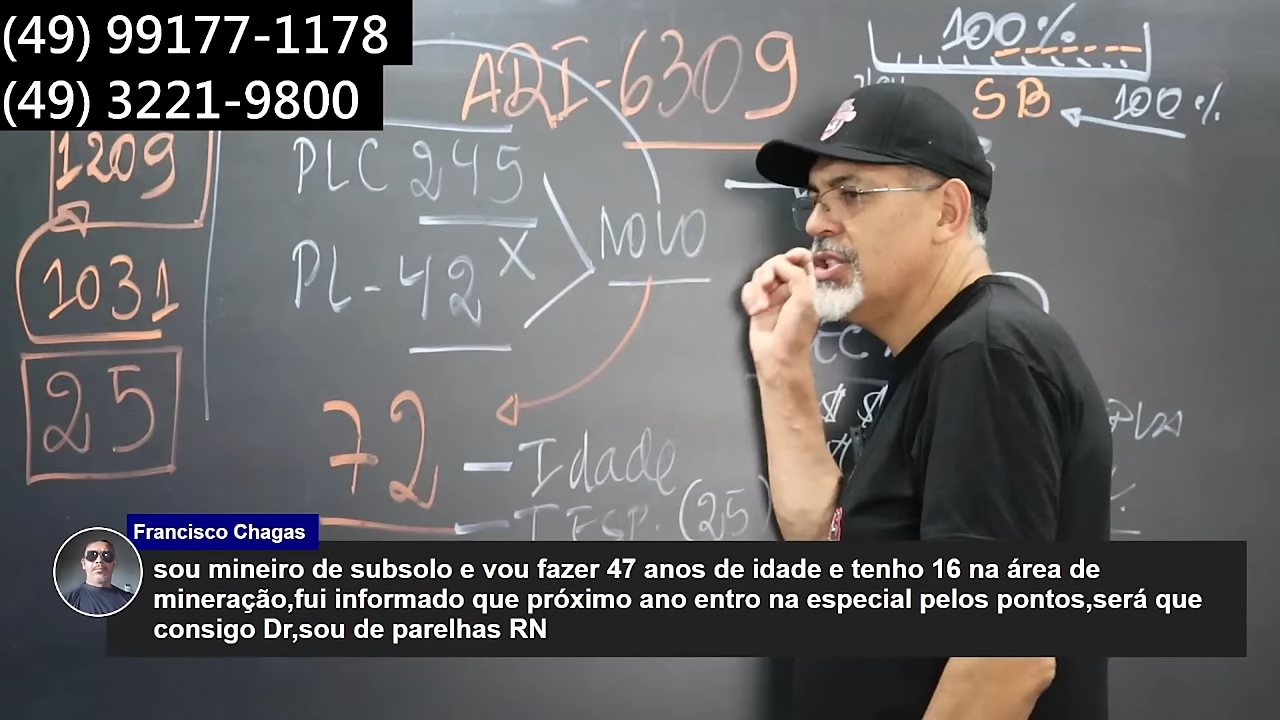 (49) 99177-1178
(49) 3221-9800
ADI-6309
100%
SB
100%
1209
1031
25
PLC 245
PL-42 X
NOVO
72
Idade
T ESP. (25)
EC
Francisco Chagas
sou mineiro de subsolo e vou fazer 47 anos de idade e tenho 16 na área de
mineração,fui informado que próximo ano entro na especial pelos pontos,será que
consigo Dr,sou de parelhas RN